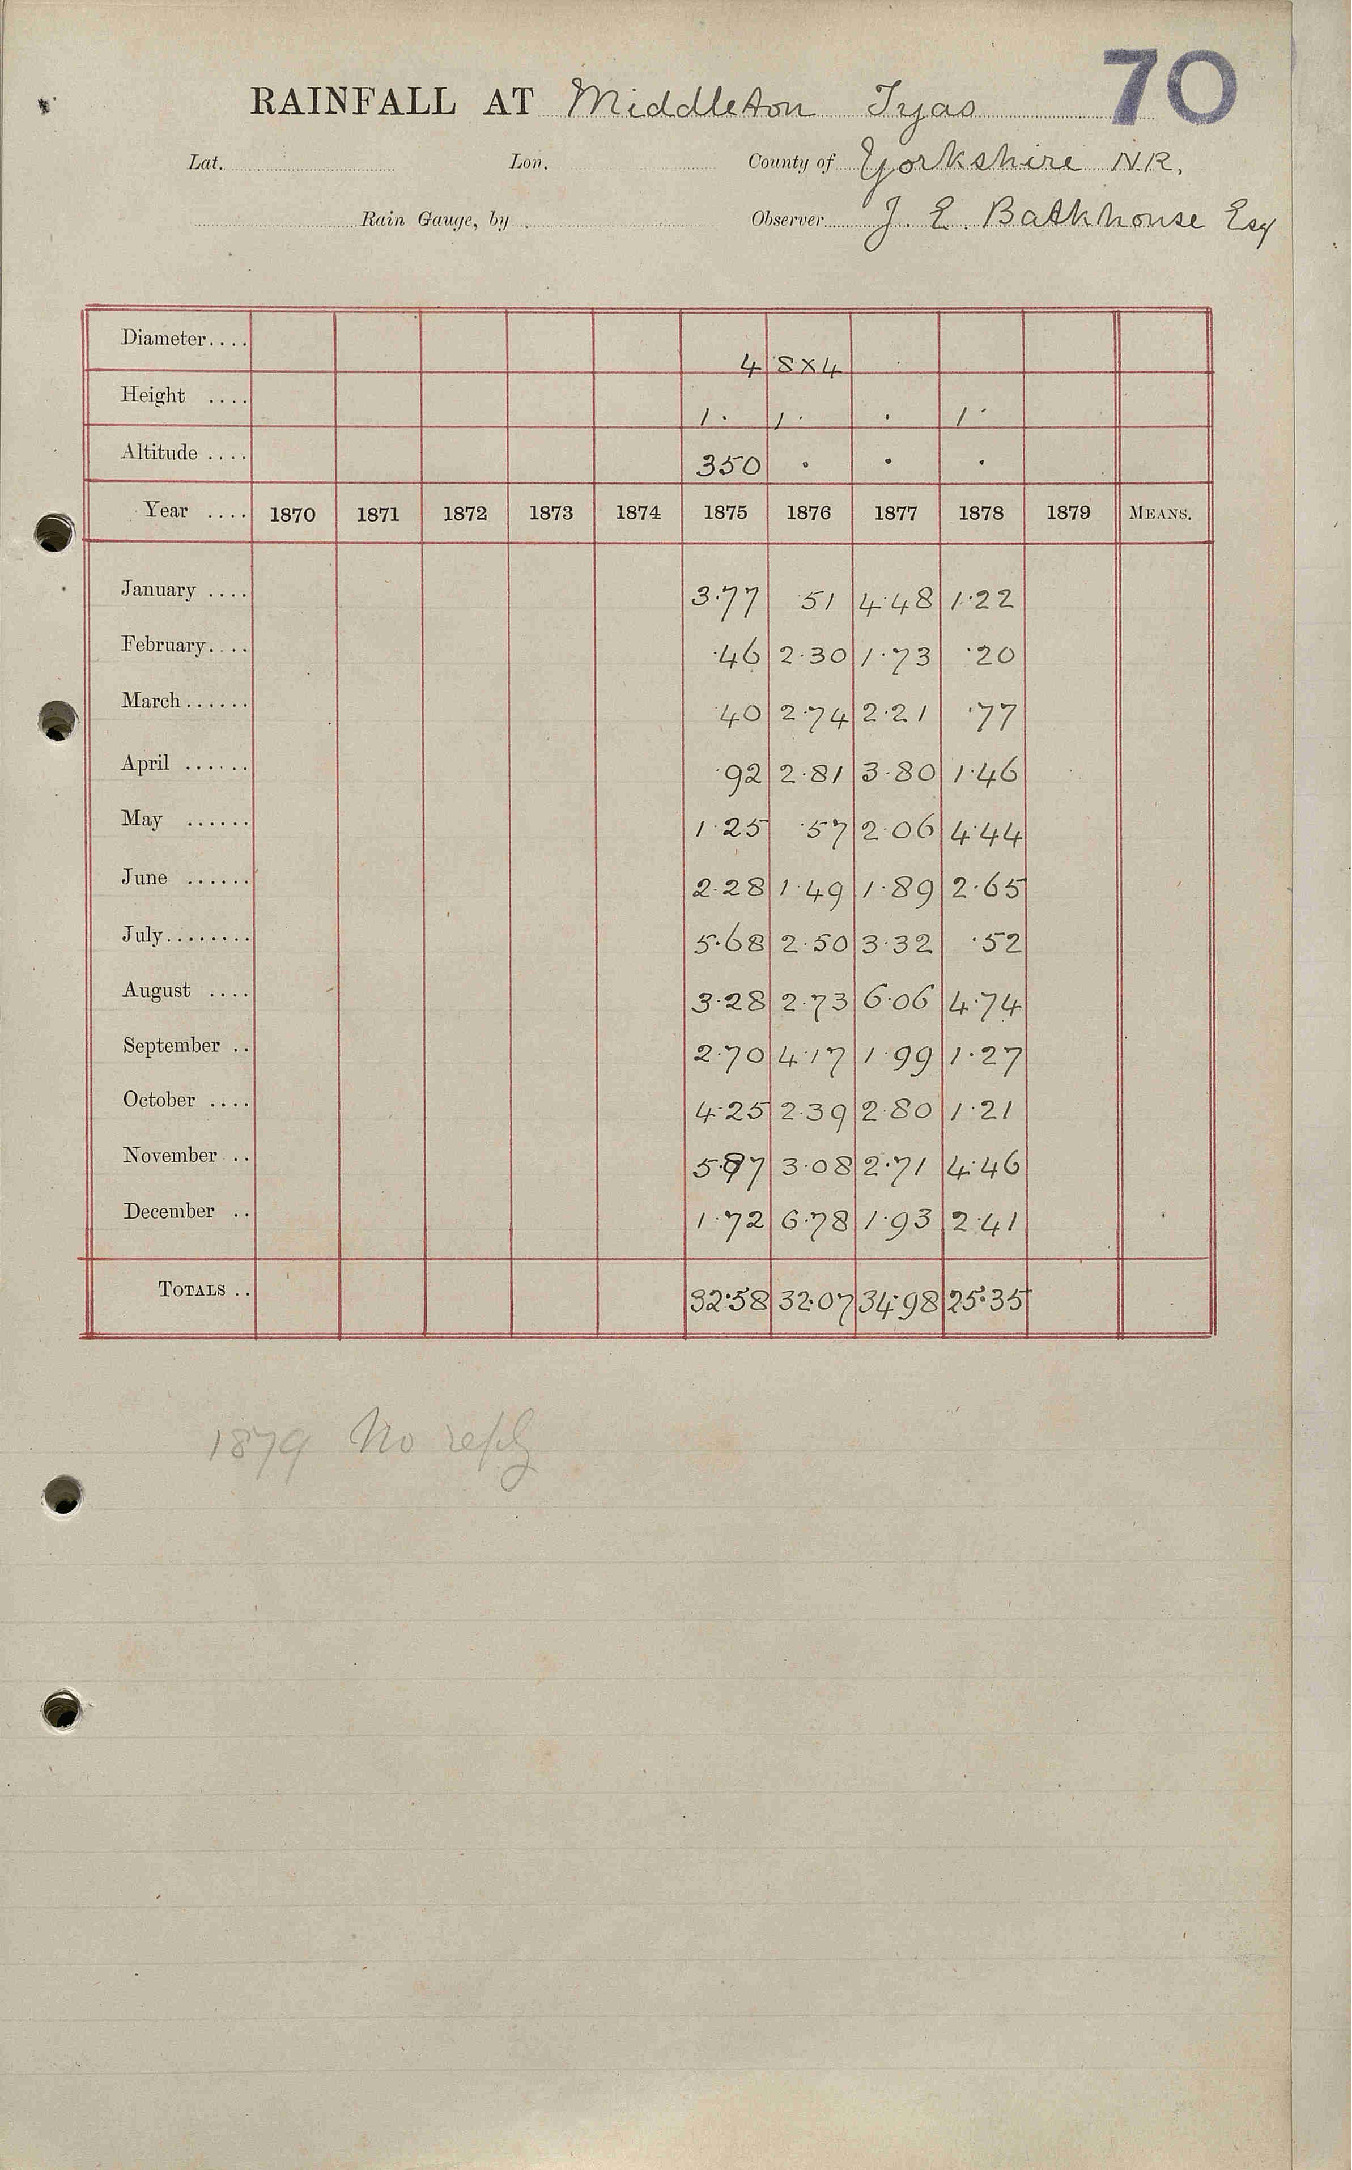 70
RAINFALL AT Middleton Tyas
Lat. Lon. County of Yorkshire N.R.
Rain Gauge, by Observer J. E. Backhouse Esq
Diameter.... 4 8x4
Height .... 1· 1· · 1·
Altitude .... 350 · · ·
Year .... 1870 1871 1872 1873 1874 1875 1876 1877 1878 1879 MEANS.
January .... 3·77 ·51 4·48 1·22
February.... ·46 2·30 1·73 ·20
March...... ·40 2·74 2·21 ·77
April ...... ·92 2·81 3·80 1·46
May ...... 1·25 ·57 2·06 4·44
June ...... 2·28 1·49 1·89 2·65
July........ 5·68 2·50 3·32 ·52
August .... 3·28 2·73 6·06 4·74
September .. 2·70 4·17 1·99 1·27
October .... 4·25 2·39 2·80 1·21
November .. 5·87 3·08 2·71 4·46
December .. 1·72 6·78 1·93 2·41
TOTALS .. 32·58 32·07 34·98 25·35
1879 No reply